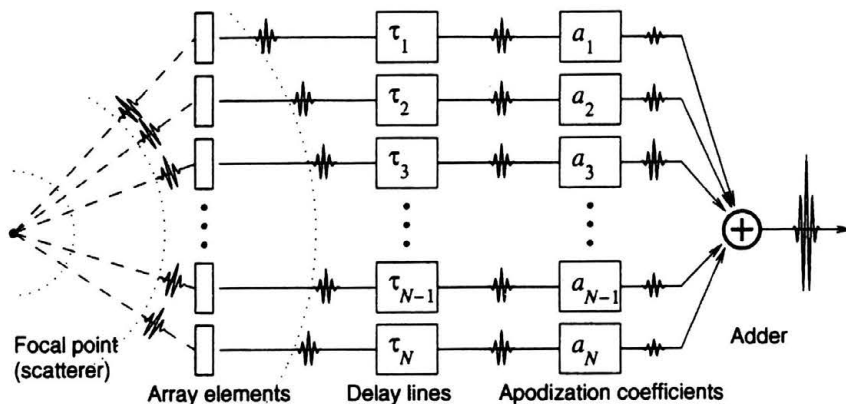 τ1 a1
τ2 a2
τ3 a3
τN-1 aN-1
τN aN
Adder
Focal point
(scatterer)
Array elements Delay lines Apodization coefficients